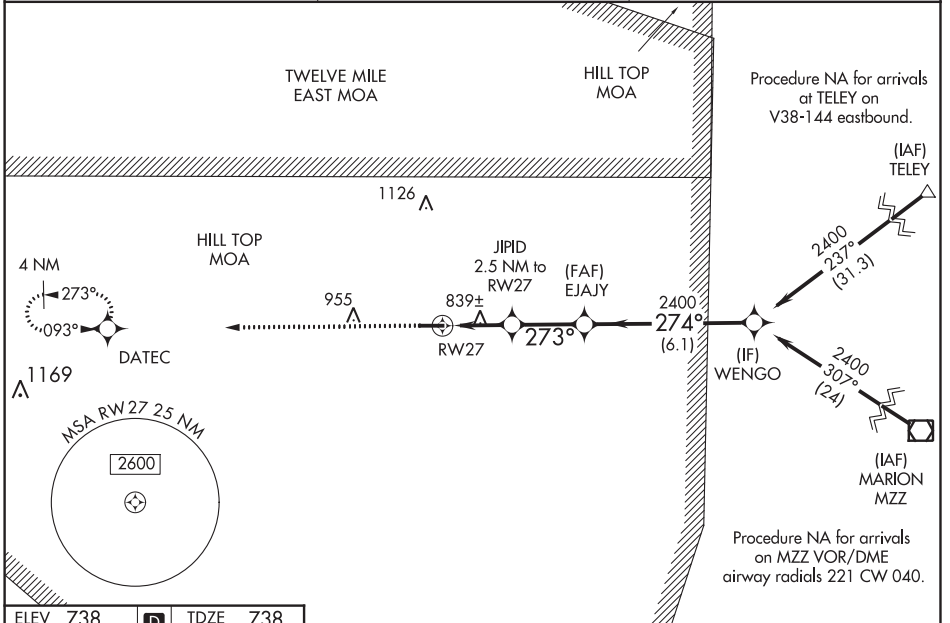 TWELVE MILE
EAST MOA
HILL TOP
MOA
Procedure NA for arrivals
at TELEY on
V38-144 eastbound.
(IAF)
TELEY
1126
2400
237°
(31.3)
HILL TOP
MOA
4 NM
273°
093°
DATEC
955
839±
RW27
JIPID
2.5 NM to
RW27
(FAF)
EJAJY
273°
2400
274°
(6.1)
(IF)
WENGO
2400
307°
(24)
(IAF)
MARION
MZZ
1169
MSA RW27 25 NM
2600
Procedure NA for arrivals
on MZZ VOR/DME
airway radials 221 CW 040.
ELEV 738 D TDZE 738